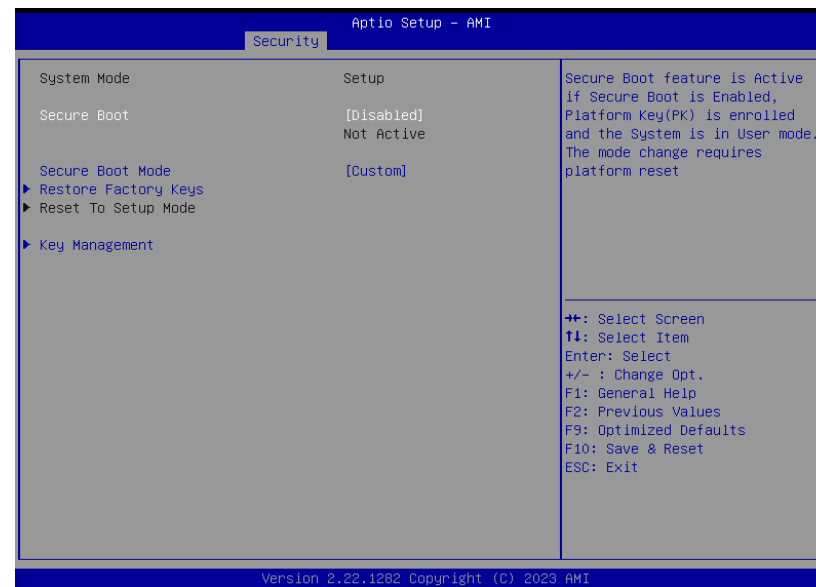 Aptio Setup – AMI
Security
System Mode Setup
Secure Boot [Disabled]
Not Active
Secure Boot Mode [Custom]
▶ Restore Factory Keys
▶ Reset To Setup Mode
▶ Key Management
Secure Boot feature is Active
if Secure Boot is Enabled,
Platform Key(PK) is enrolled
and the System is in User mode.
The mode change requires
platform reset
→←: Select Screen
↑↓: Select Item
Enter: Select
+/- : Change Opt.
F1: General Help
F2: Previous Values
F9: Optimized Defaults
F10: Save & Reset
ESC: Exit
Version 2.22.1282 Copyright (C) 2023 AMI